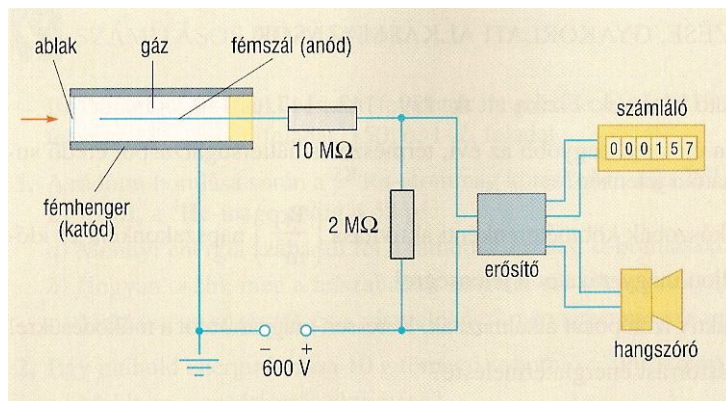 ablak
gáz
fémszál (anód)
számláló
000157
10 MΩ
fémhenger
(katód)
2 MΩ
erősítő
− +
600 V
hangszóró